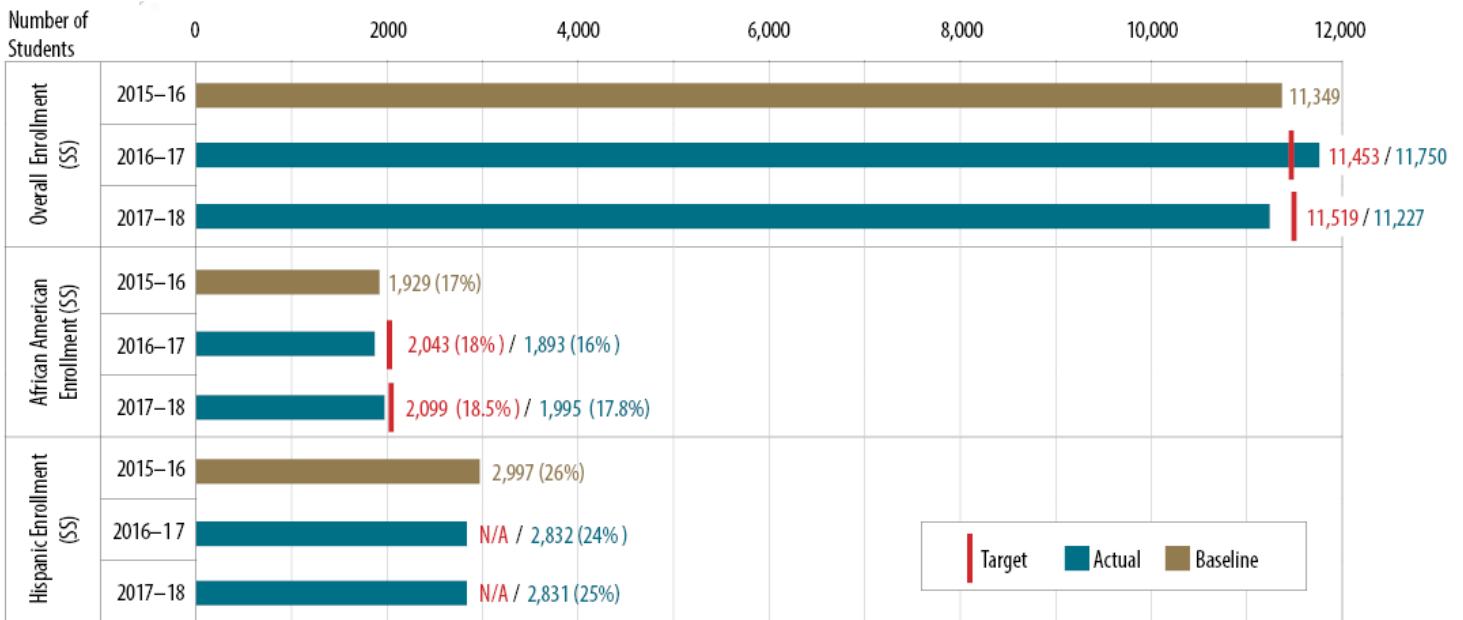 Number of
Students
0 2000 4,000 6,000 8,000 10,000 12,000
Overall Enrollment
(SS)
2015–16 11,349
2016–17 11,453 / 11,750
2017–18 11,519 / 11,227
African American
Enrollment (SS)
2015–16 1,929 (17%)
2016–17 2,043 (18% ) / 1,893 (16% )
2017–18 2,099 (18.5% ) / 1,995 (17.8%)
Hispanic Enrollment
(SS)
2015–16 2,997 (26%)
2016–17 N/A / 2,832 (24% )
2017–18 N/A / 2,831 (25%)
Target Actual Baseline